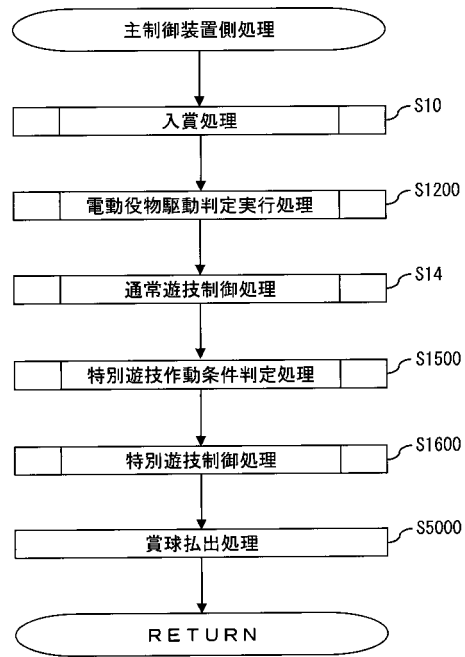 主制御装置側処理
入賞処理
S10
電動役物駆動判定実行処理
S1200
通常遊技制御処理
S14
特別遊技作動条件判定処理
S1500
特別遊技制御処理
S1600
賞球払出処理
S5000
RETURN